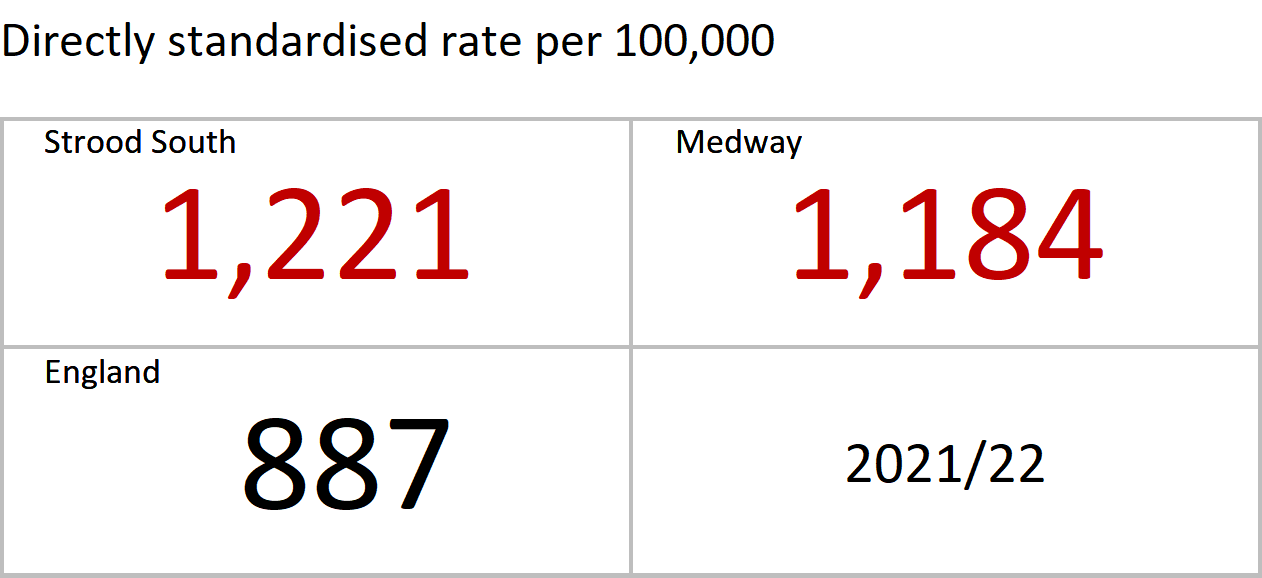 Directly standardised rate per 100,000
Strood South
1,221
Medway
1,184
England
887
2021/22